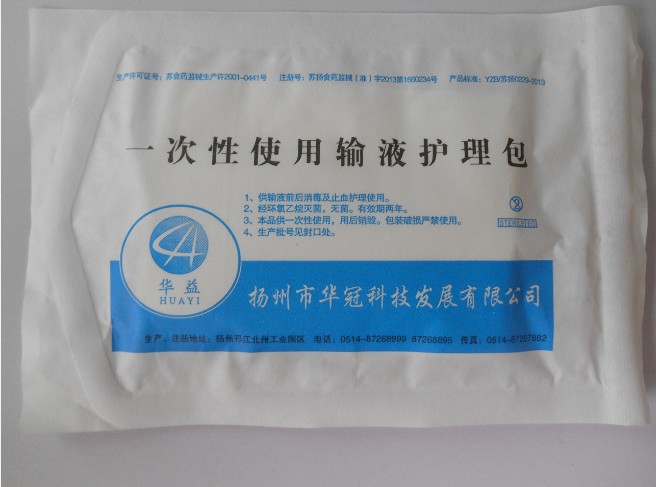 生产许可证号：苏食药监械生产许2001-0441号 注册号：苏扬食药监械（准）字2013第1660234号 产品标准：YZB/苏扬0229-2013
一次性使用输液护理包
1、供输液前后消毒及止血护理使用。
2、经环氧乙烷灭菌，无菌。有效期两年。
3、本品供一次性使用，用后销毁。包装破损严禁使用。
4、生产批号见封口处。
2
华益
HUAYI
扬州市华冠科技发展有限公司
生产、注册地址：扬州邗江北州工业园区 电话：0514-87268999 87268895 传真：0514-87267892